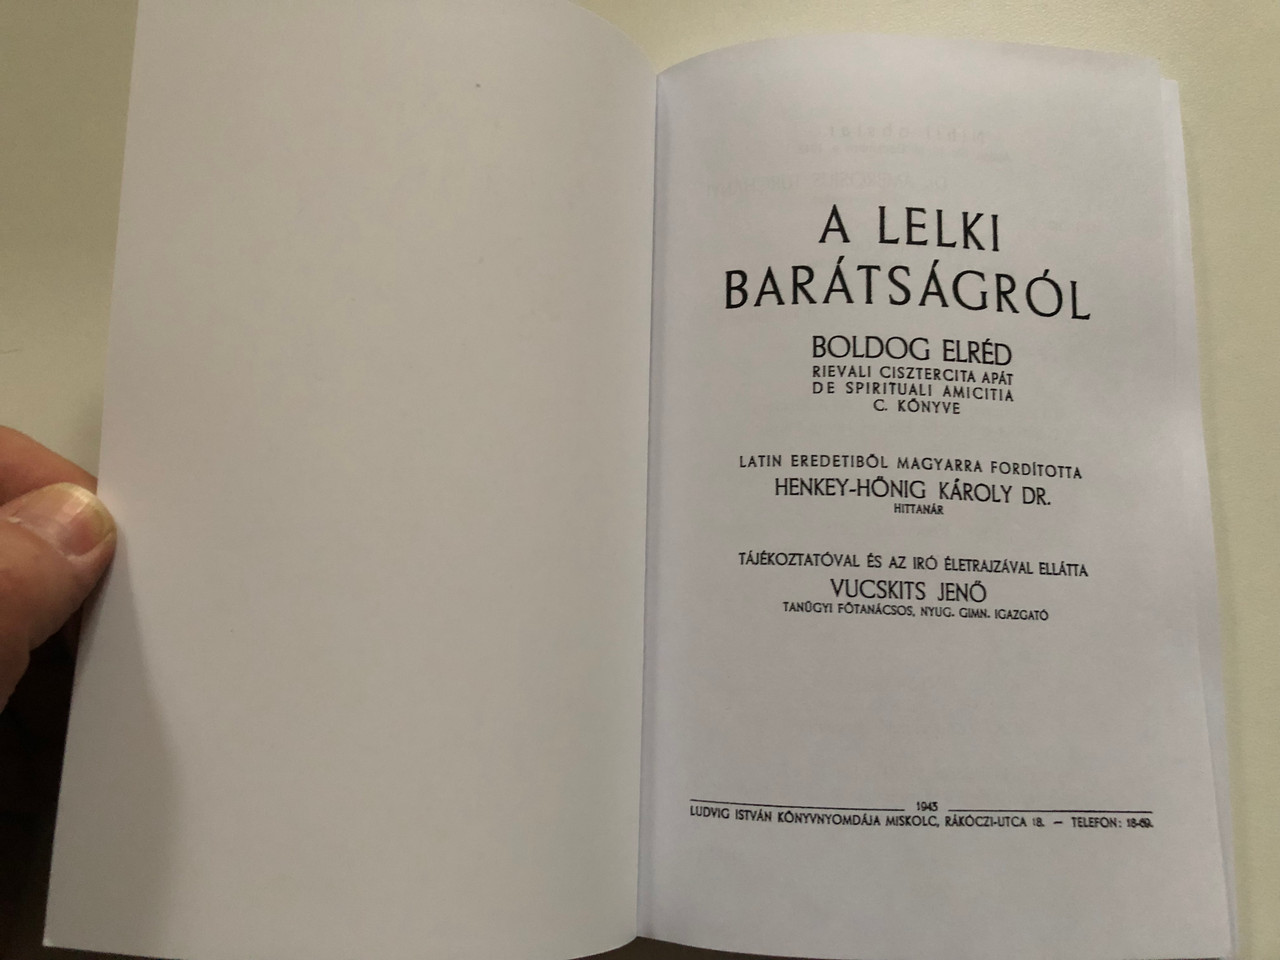 A LELKI
BARÁTSÁGRÓL
BOLDOG ELRÉD
RIEVALI CISZTERCITA APÁT
DE SPIRITUALI AMICITIA
C. KÖNYVE
LATIN EREDETIBŐL MAGYARRA FORDÍTOTTA
HENKEY-HŐNIG KÁROLY DR.
HITTANÁR
TÁJÉKOZTATÓVAL ÉS AZ IRÓ ÉLETRAJZÁVAL ELLÁTTA
VUCSKITS JENŐ
TANÜGYI FŐTANÁCSOS, NYUG. GIMN. IGAZGATÓ
1943
LUDVIG ISTVÁN KÖNYVNYOMDÁJA MISKOLC, RÁKÓCZI-UTCA 18. — TELEFON: 18-69.